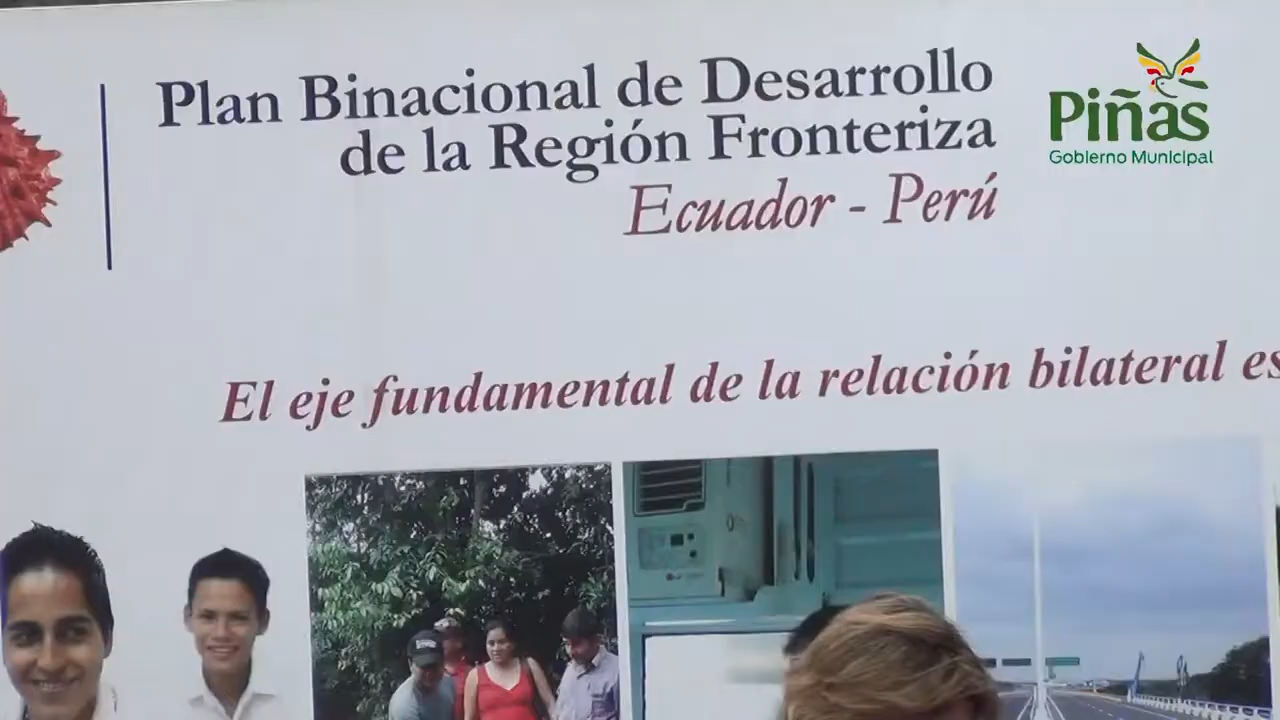 Plan Binacional de Desarrollo
de la Región Fronteriza
Ecuador - Perú
Piñas
Gobierno Municipal
El eje fundamental de la relación bilateral es